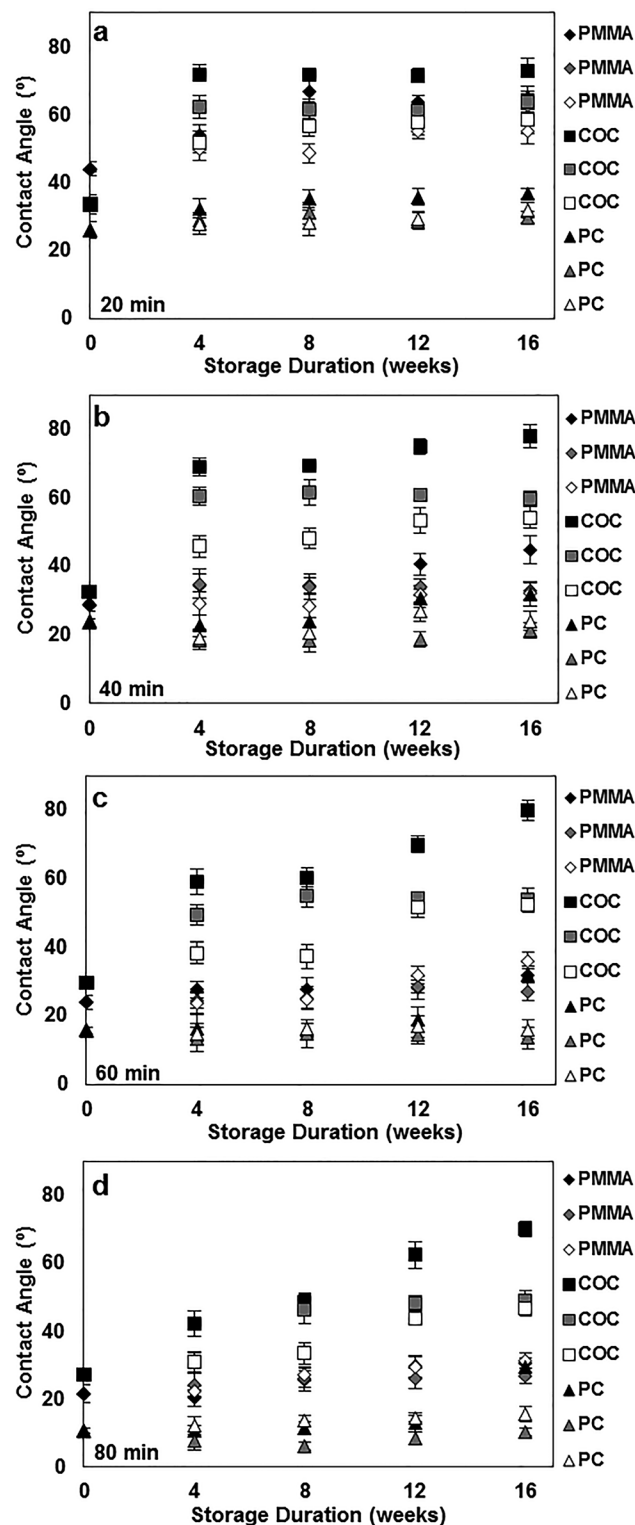 a
80
60
40
20
0
Contact Angle (º)
20 min
0 4 8 12 16
Storage Duration (weeks)
PMMA
PMMA
PMMA
COC
COC
COC
PC
PC
PC
b
80
60
40
20
0
Contact Angle (º)
40 min
0 4 8 12 16
Storage Duration (weeks)
PMMA
PMMA
PMMA
COC
COC
COC
PC
PC
PC
c
80
60
40
20
0
Contact Angle (º)
60 min
0 4 8 12 16
Storage Duration (weeks)
PMMA
PMMA
PMMA
COC
COC
COC
PC
PC
PC
d
80
60
40
20
0
Contact Angle (º)
80 min
0 4 8 12 16
Storage Duration (weeks)
PMMA
PMMA
PMMA
COC
COC
COC
PC
PC
PC